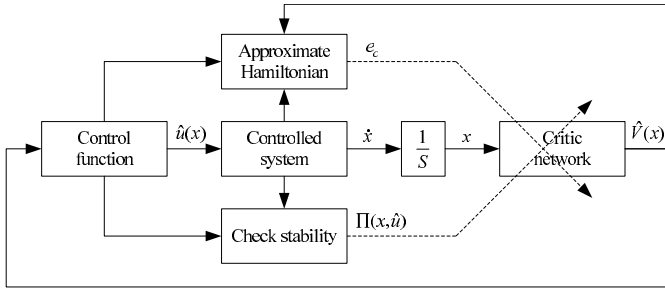 Approximate
Hamiltonian
e_c
Control
function
û(x)
Controlled
system
ẋ
1
S
x
Critic
network
V̂(x)
Check stability
Π(x,û)